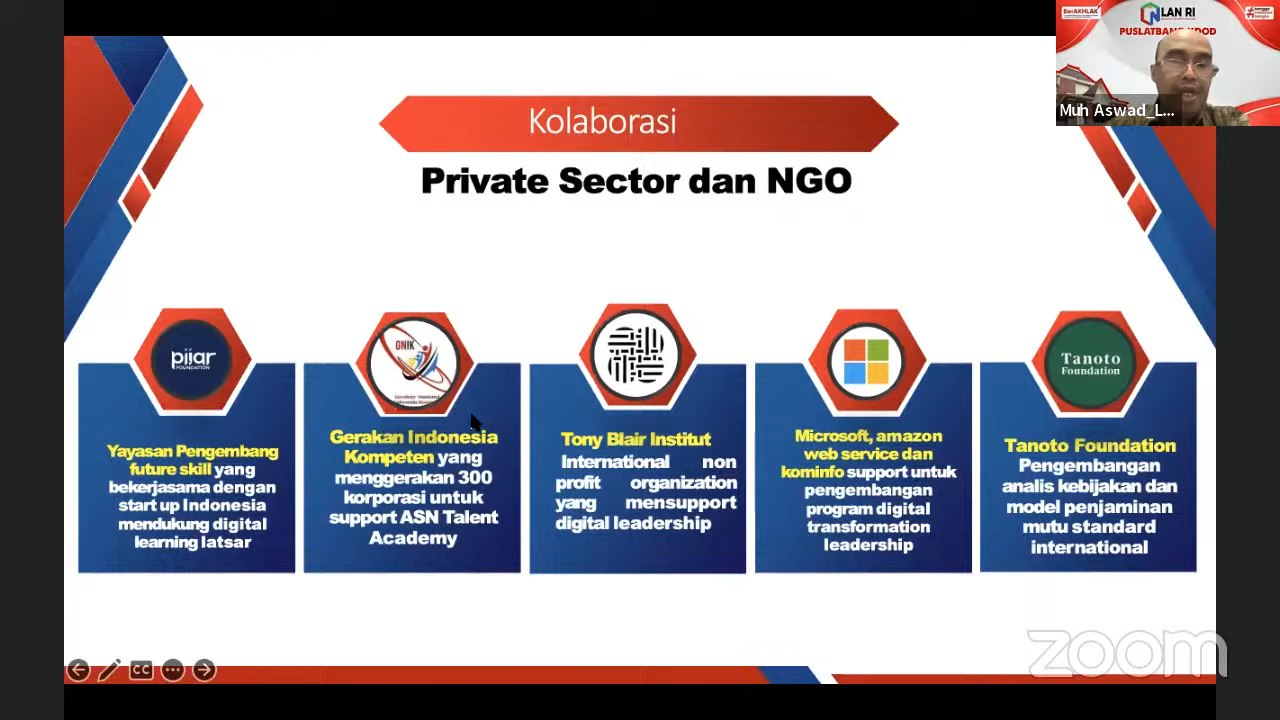 BerAKHLAK
LAN RI
PUSLATBANG KDOD
Muh Aswad_L...
Kolaborasi
Private Sector dan NGO
pijar
FOUNDATION
Yayasan Pengembang
future skill yang
bekerjasama dengan
start up Indonesia
mendukung digital
learning latsar
GNIK
Gerakan Indonesia
Kompeten yang
menggerakan 300
korporasi untuk
support ASN Talent
Academy
Tony Blair Institut
International non
profit organization
yang mensupport
digital leadership
Microsoft, amazon
web service dan
kominfo support untuk
pengembangan
program digital
transformation
leadership
Tanoto
Foundation
Tanoto Foundation
Pengembangan
analis kebijakan dan
model penjaminan
mutu standard
international
CC
zoom